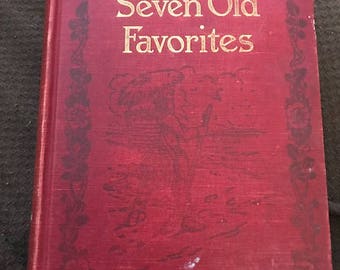 Seven Old
Favorites